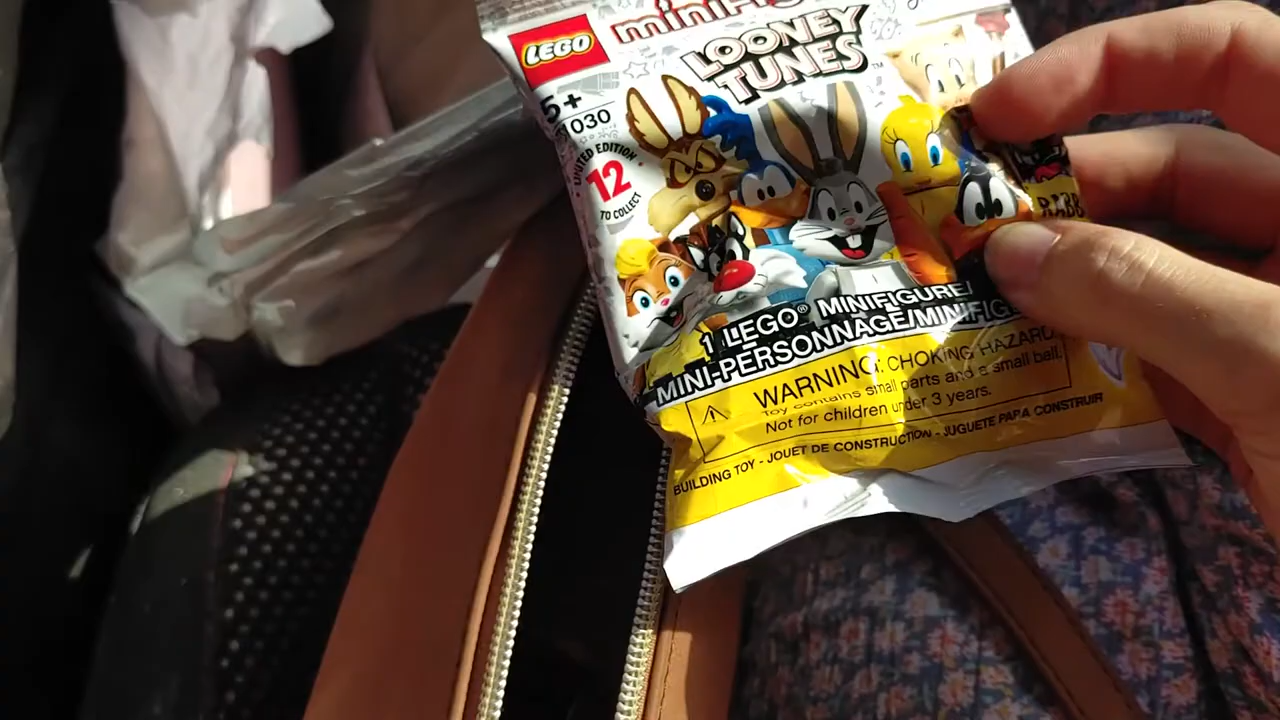 LEGO
LOONEY
TUNES
™
5+
030
LIMITED EDITION
12
TO COLLECT
1 LEGO® MINIFIGURE/
MINI-PERSONNAGE/MINIFIG
WARNING: CHOKING HAZARD
Toy contains small parts and a small ball.
Not for children under 3 years.
BUILDING TOY - JOUET DE CONSTRUCTION - JUGUETE PARA CONSTRUIR